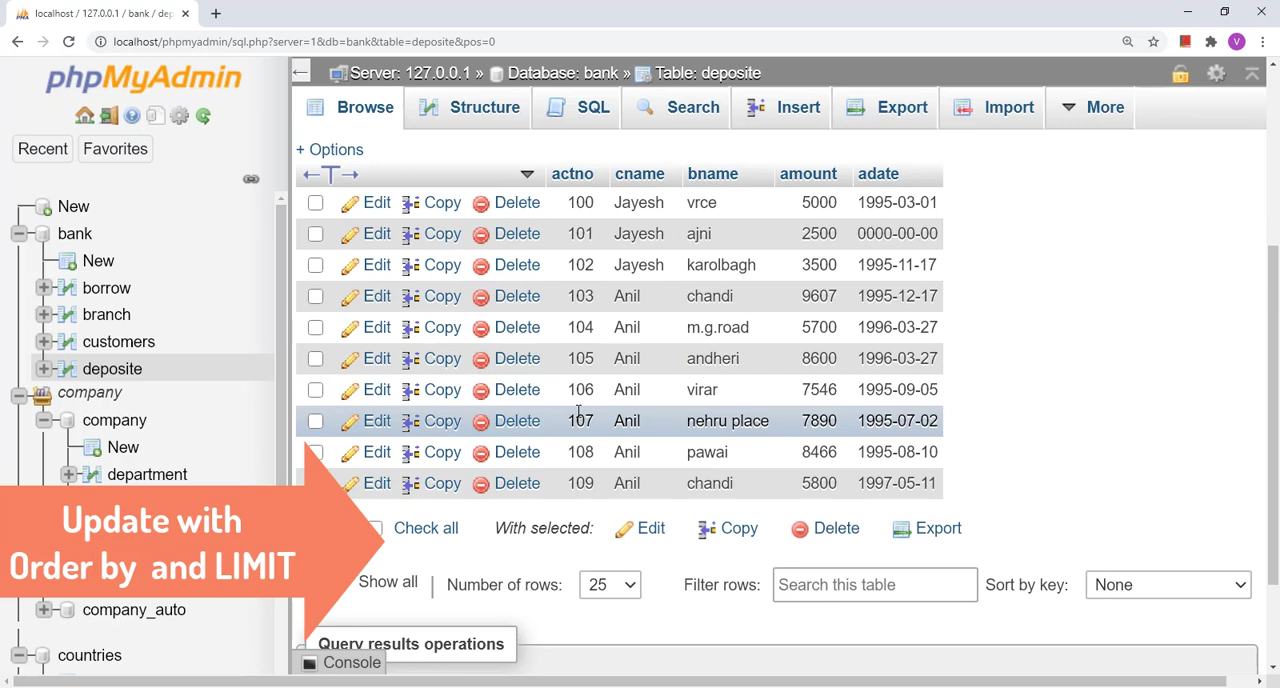 localhost / 127.0.0.1 / bank / dep
localhost/phpmyadmin/sql.php?server=1&db=bank&table=deposite&pos=0
V
phpMyAdmin
Recent Favorites
New
bank
New
borrow
branch
customers
deposite
company
company
New
department
company_auto
countries
Server: 127.0.0.1 » Database: bank » Table: deposite
Browse Structure SQL Search Insert Export Import More
+ Options
←T→ actno cname bname amount adate
Edit Copy Delete 100 Jayesh vrce 5000 1995-03-01
Edit Copy Delete 101 Jayesh ajni 2500 0000-00-00
Edit Copy Delete 102 Jayesh karolbagh 3500 1995-11-17
Edit Copy Delete 103 Anil chandi 9607 1995-12-17
Edit Copy Delete 104 Anil m.g.road 5700 1996-03-27
Edit Copy Delete 105 Anil andheri 8600 1996-03-27
Edit Copy Delete 106 Anil virar 7546 1995-09-05
Edit Copy Delete 107 Anil nehru place 7890 1995-07-02
Edit Copy Delete 108 Anil pawai 8466 1995-08-10
Edit Copy Delete 109 Anil chandi 5800 1997-05-11
Check all With selected: Edit Copy Delete Export
Show all Number of rows: 25 Filter rows: Search this table Sort by key: None
Query results operations
Console
Update with
Order by and LIMIT